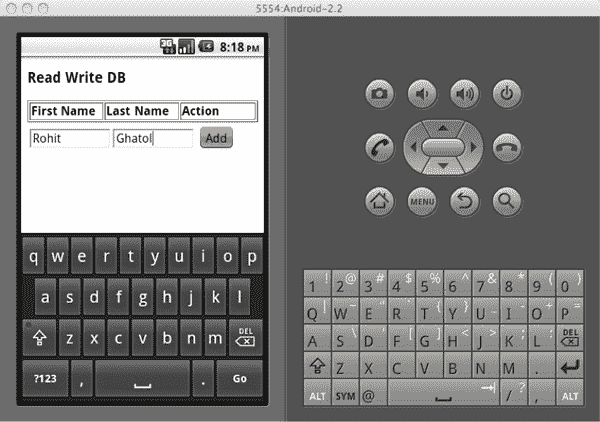 5554:Android-2.2
3G
8:18 PM
Read Write DB
First Name Last Name Action
Rohit Ghatol Add
MENU
q w e r t y u i o p
a s d f g h j k l
z x c v b n m DEL
?123 , . Go
1 ! 2 @ 3 # 4 $ 5 % 6 ^ 7 & 8 * 9 ( 0 )
Q | W ~ E " R ` T { Y } U _ I - O + P =
A S \ D ' F [ G ] H < J > K ; L : DEL
Z X C V B N M .
ALT SYM @ / ? , ALT